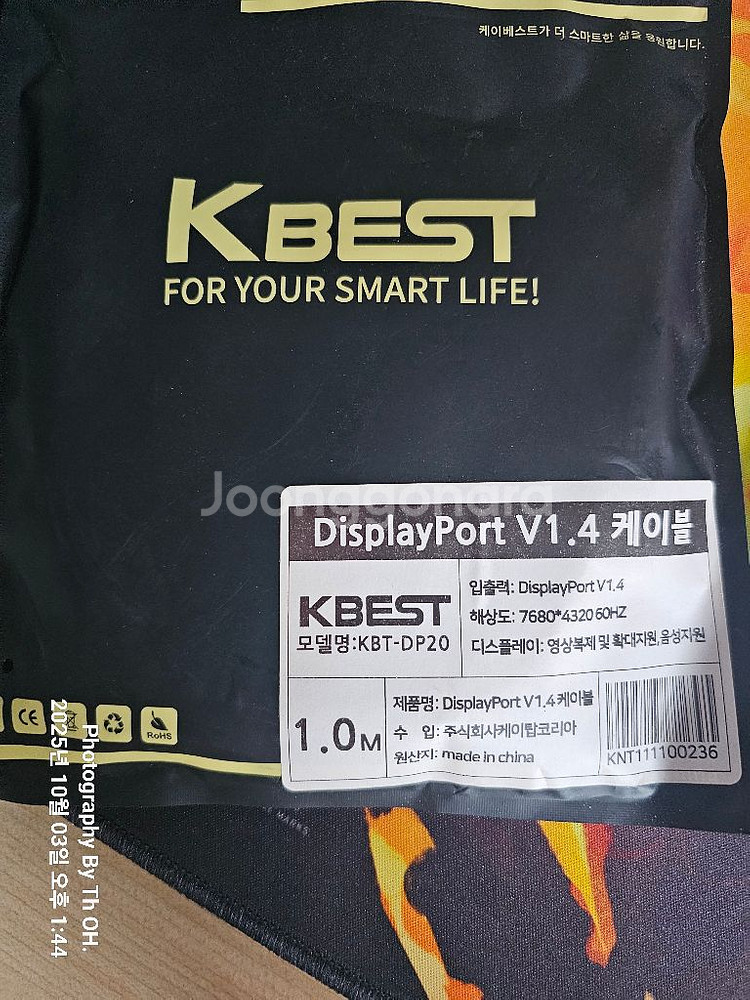 케이베스트가 더 스마트한 삶을 응원합니다.
KBEST
FOR YOUR SMART LIFE!
Joonggonara
DisplayPort V1.4 케이블
KBEST
모델명:KBT-DP20
입출력: DisplayPort V1.4
해상도: 7680*4320 60HZ
디스플레이: 영상복제 및 확대지원,음성지원
1.0M
제품명: DisplayPort V1.4 케이블
수 입: 주식회사케이탑코리아
원산지: made in china
KNT111100236
CE
RoHS
Photography By Th OH.
2025년 10월 03일 오후 1:44